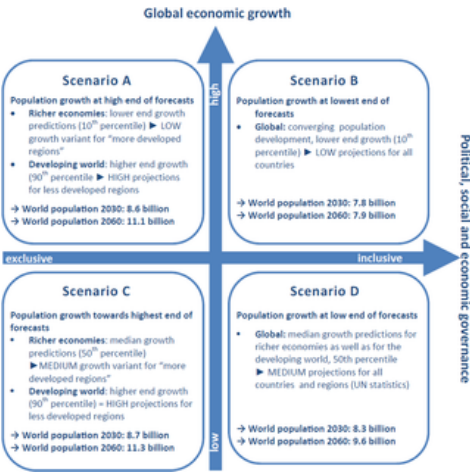 Global economic growth
high
Scenario A
Population growth at high end of forecasts
• Richer economies: lower end growth
predictions (10th percentile) ► LOW
growth variant for "more developed
regions"
• Developing world: higher end growth
(90th percentile ► HIGH projections
for less developed regions
→ World population 2030: 8.6 billion
→ World population 2060: 11.1 billion
Scenario B
Population growth at lowest end of
forecasts
• Global: converging population
development, lower end growth (10th
percentile) ► LOW projections for all
countries
→ World population 2030: 7.8 billion
→ World population 2060: 7.9 billion
exclusive
inclusive
Political, social and economic governance
Scenario C
Population growth towards highest end of
forecasts
• Richer economies: median growth
predictions (50th percentile)
►MEDIUM growth variant for "more
developed regions"
• Developing world: higher end growth
(90th percentile) = HIGH projections for
less developed regions
→ World population 2030: 8.7 billion
→ World population 2060: 11.3 billion
Scenario D
Population growth at low end of forecasts
• Global: median growth predictions for
richer economies as well as for the
developing world, 50th percentile
► MEDIUM projections for all
countries and regions (UN statistics)
→ World population 2030: 8.3 billion
→ World population 2060: 9.6 billion
low